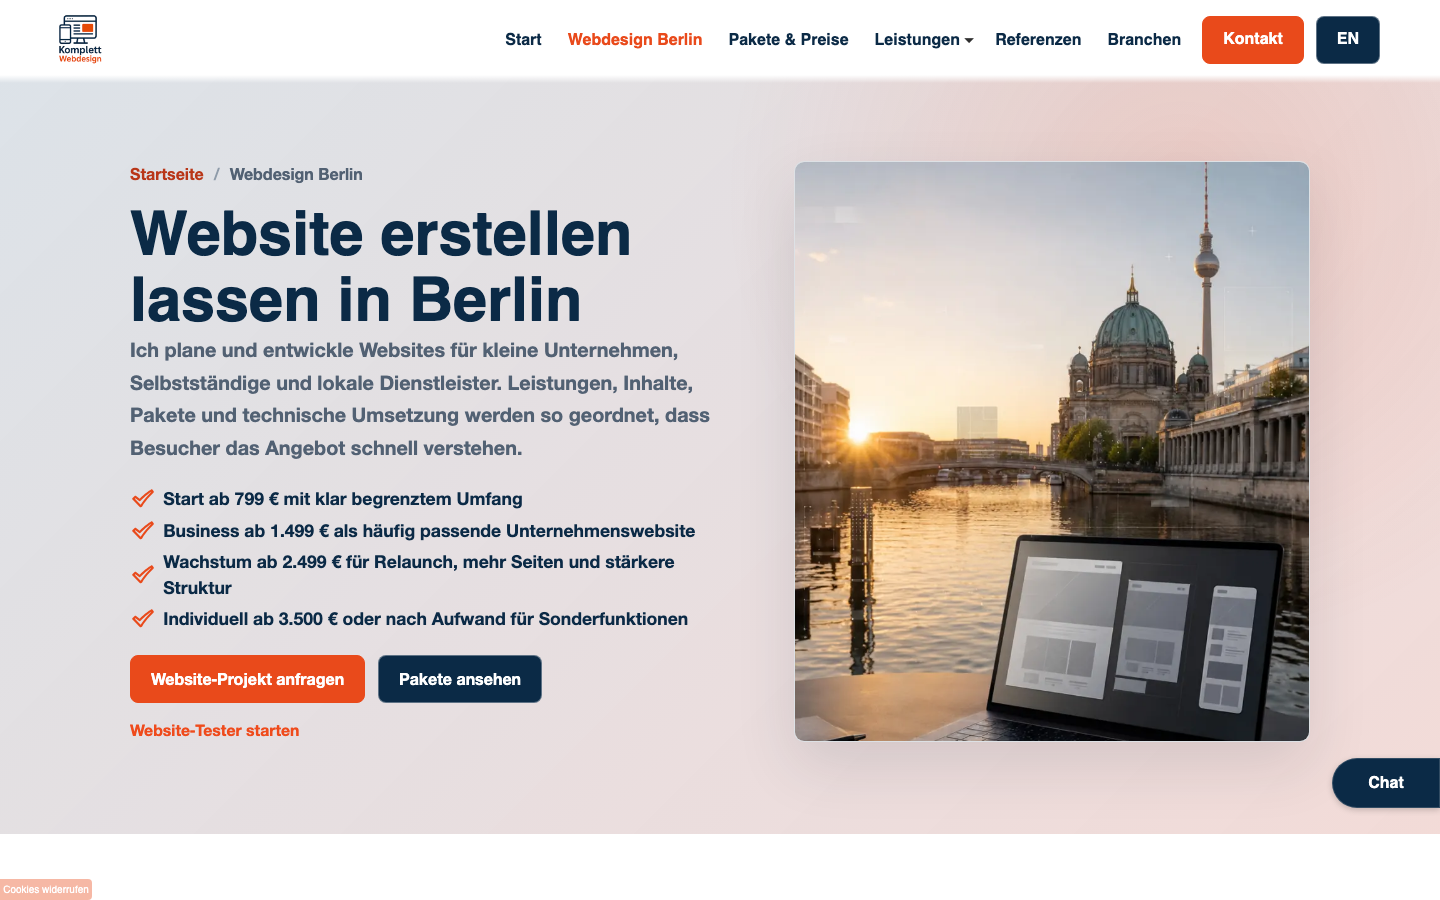 Komplett
Webdesign
Start
Webdesign Berlin
Pakete & Preise
Leistungen
Referenzen
Branchen
Kontakt
EN
Startseite / Webdesign Berlin
Website erstellen
lassen in Berlin
Ich plane und entwickle Websites für kleine Unternehmen,
Selbstständige und lokale Dienstleister. Leistungen, Inhalte,
Pakete und technische Umsetzung werden so geordnet, dass
Besucher das Angebot schnell verstehen.
Start ab 799 € mit klar begrenztem Umfang
Business ab 1.499 € als häufig passende Unternehmenswebsite
Wachstum ab 2.499 € für Relaunch, mehr Seiten und stärkere
Struktur
Individuell ab 3.500 € oder nach Aufwand für Sonderfunktionen
Website-Projekt anfragen
Pakete ansehen
Website-Tester starten
Chat
Cookies widerrufen